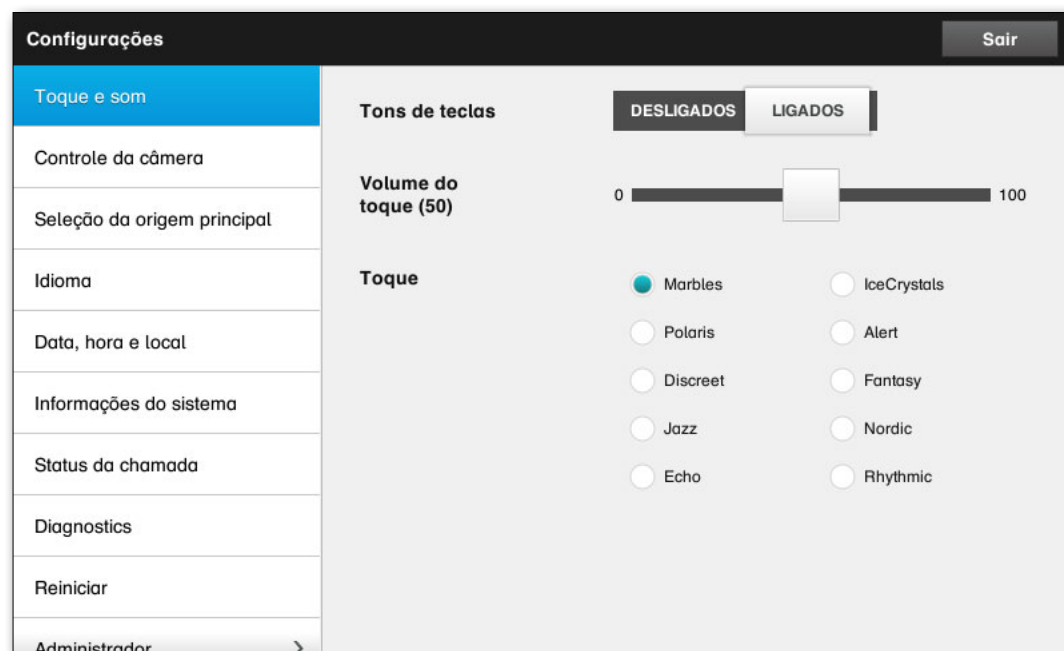 Configurações
Sair
Toque e som
Controle da câmera
Seleção da origem principal
Idioma
Data, hora e local
Informações do sistema
Status da chamada
Diagnostics
Reiniciar
Administrador
Tons de teclas
DESLIGADOS LIGADOS
Volume do
toque (50)
0 100
Toque
Marbles IceCrystals
Polaris Alert
Discreet Fantasy
Jazz Nordic
Echo Rhythmic